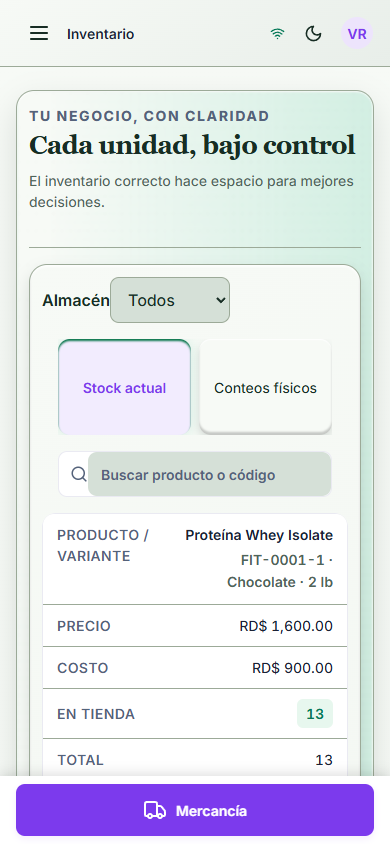 Inventario
VR
TU NEGOCIO, CON CLARIDAD
Cada unidad, bajo control
El inventario correcto hace espacio para mejores
decisiones.
Almacén
Todos
Stock actual
Conteos físicos
Buscar producto o código
PRODUCTO /
VARIANTE
Proteína Whey Isolate
FIT-0001-1 ·
Chocolate · 2 lb
PRECIO
RD$ 1,600.00
COSTO
RD$ 900.00
EN TIENDA
13
TOTAL
13
Mercancía